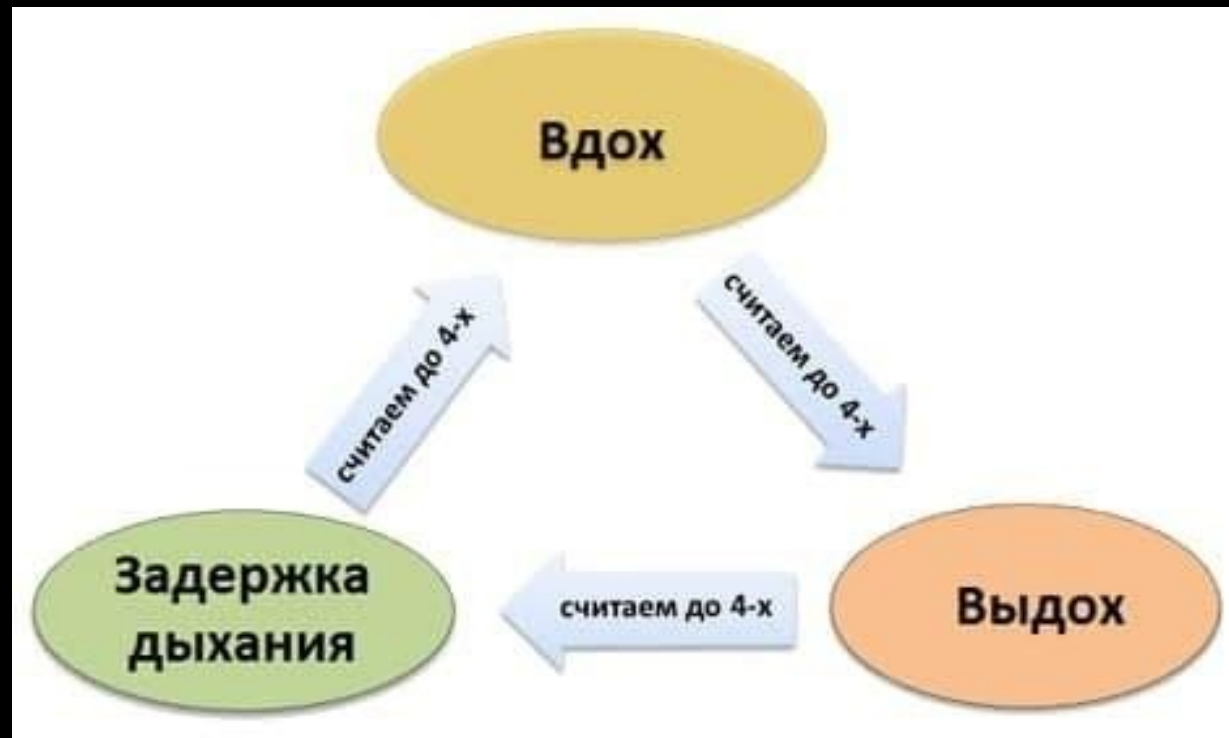 Вдох
считаем до 4-х
считаем до 4-х
Задержка
дыхания
считаем до 4-х
Выдох